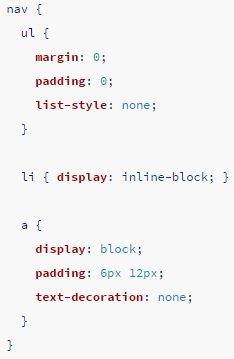 nav {
  ul {
    margin: 0;
    padding: 0;
    list-style: none;
  }

  li { display: inline-block; }

  a {
    display: block;
    padding: 6px 12px;
    text-decoration: none;
  }
}